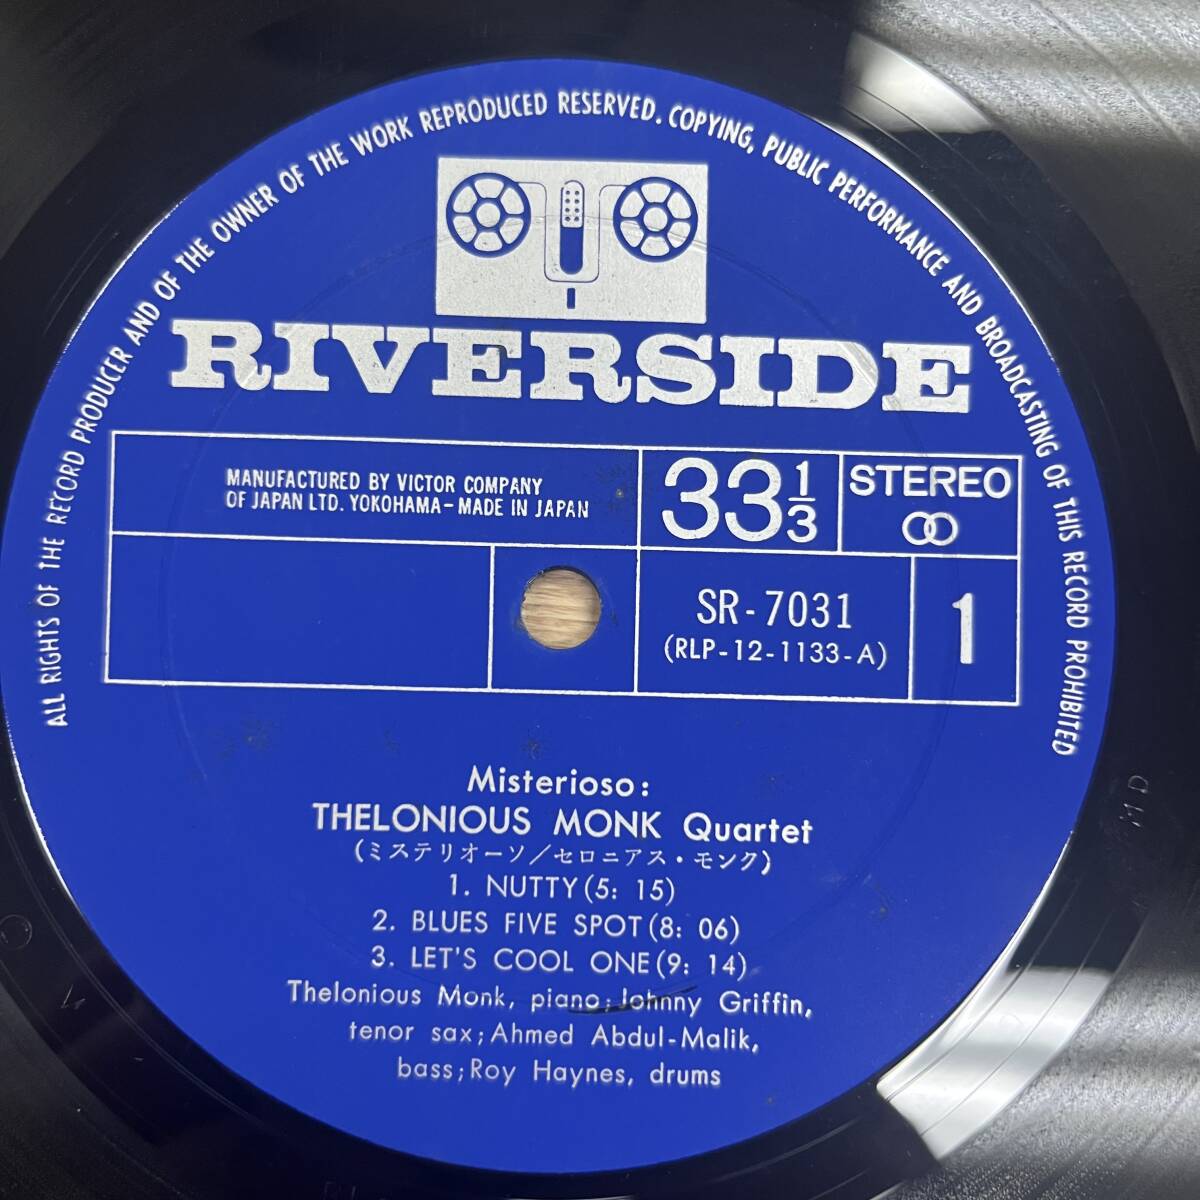 ALL RIGHTS OF THE RECORD PRODUCER AND OF THE OWNER OF THE WORK REPRODUCED RESERVED. COPYING, PUBLIC PERFORMANCE AND BROADCASTING OF THIS RECORD PROHIBITED
RIVERSIDE
MANUFACTURED BY VICTOR COMPANY
OF JAPAN LTD. YOKOHAMA-MADE IN JAPAN
33 1/3
STEREO
SR-7031
(RLP-12-1133-A)
1
Misterioso:
THELONIOUS MONK Quartet
(ミステリオーソ/セロニアス・モンク)
1. NUTTY(5: 15)
2. BLUES FIVE SPOT(8: 06)
3. LET'S COOL ONE(9: 14)
Thelonious Monk, piano;Johnny Griffin,
tenor sax;Ahmed Abdul-Malik,
bass;Roy Haynes, drums